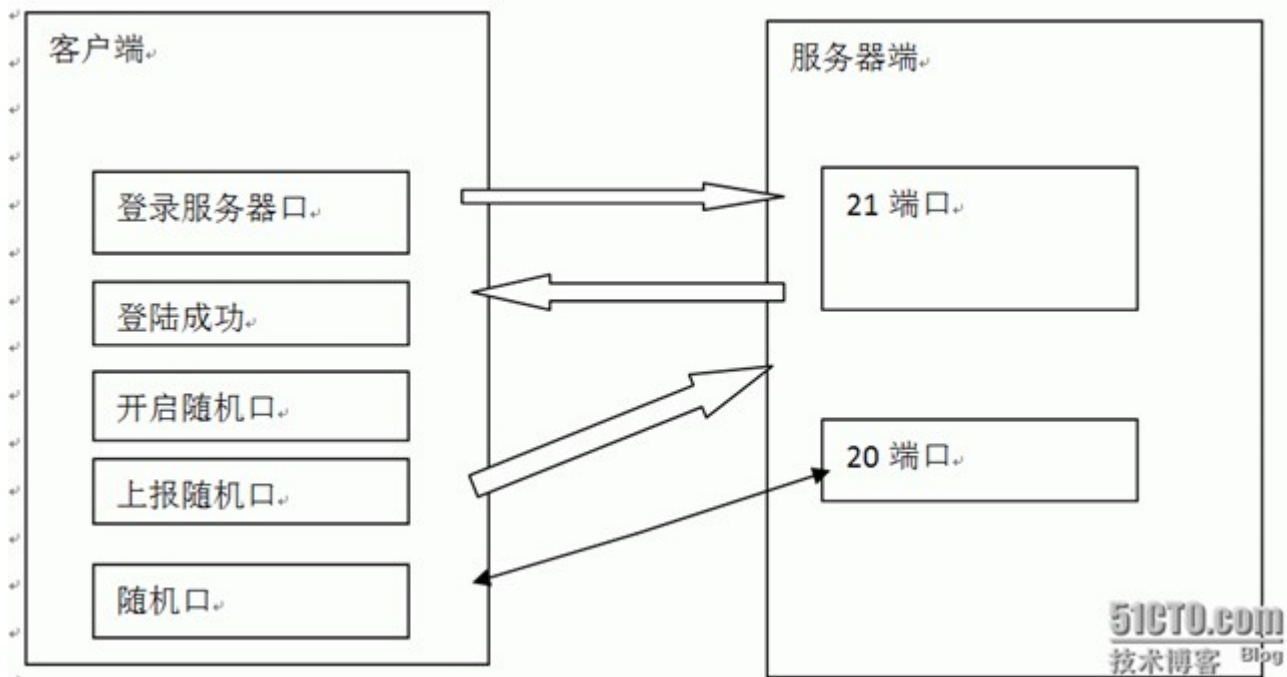 客户端
登录服务器口
登陆成功
开启随机口
上报随机口
随机口
服务器端
21 端口
20 端口
51CTO.com
技术博客 Blog